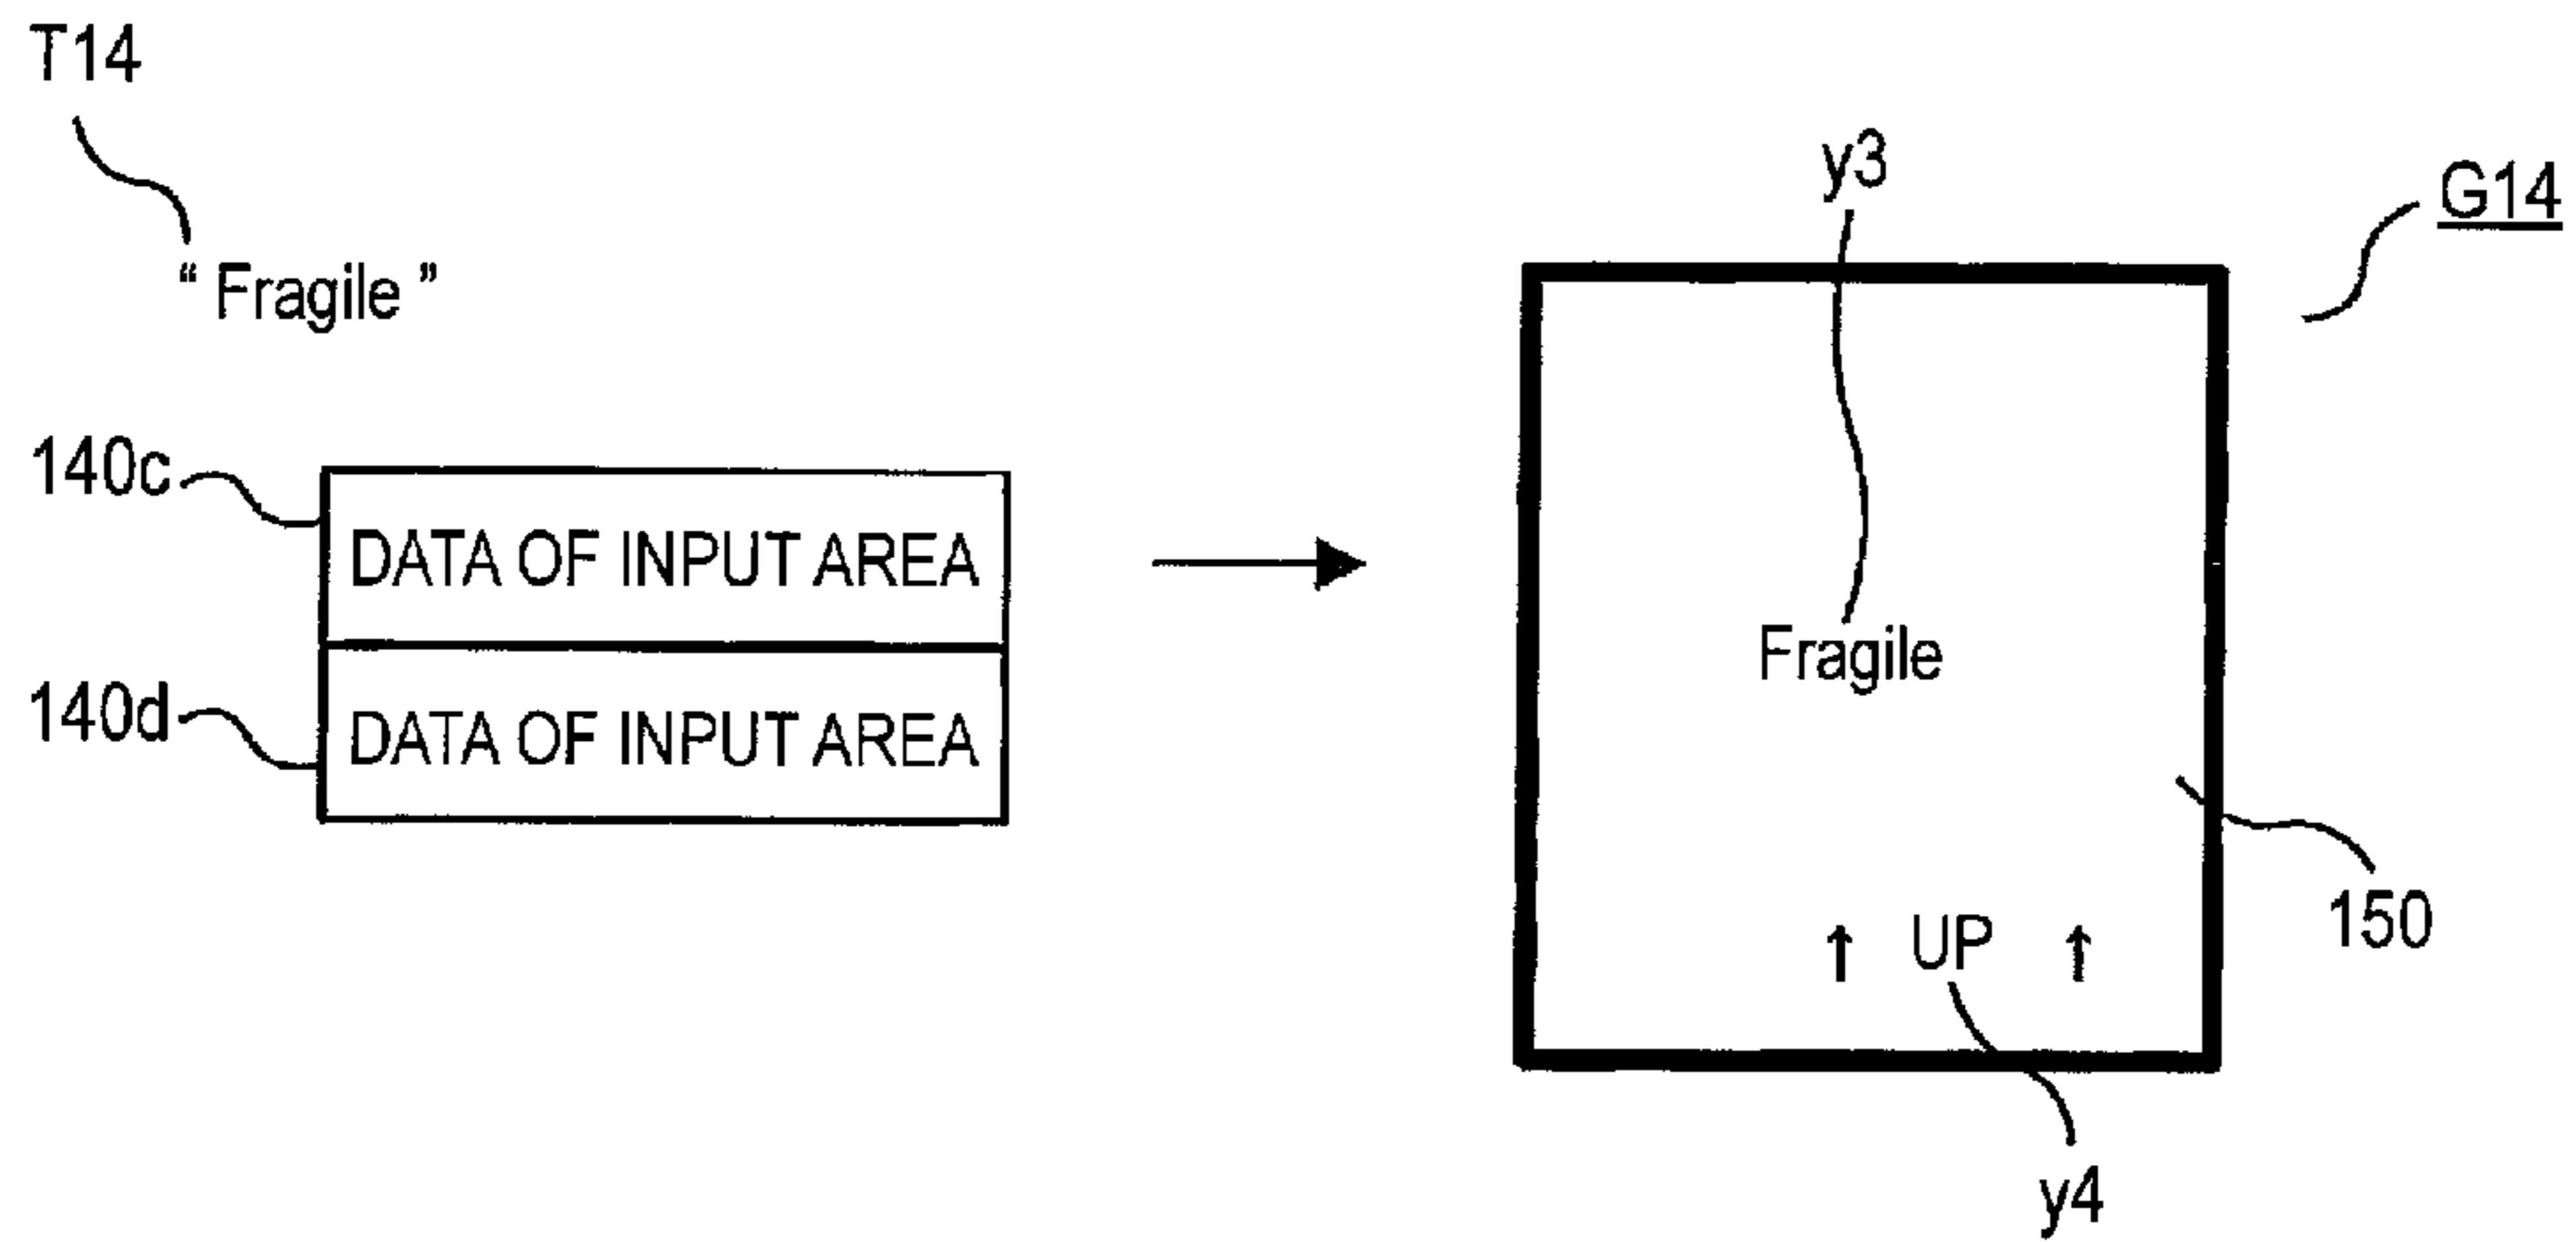 T14
“ Fragile ”
140c
DATA OF INPUT AREA
140d
DATA OF INPUT AREA
y3
G14
Fragile
150
↑ UP ↑
y4